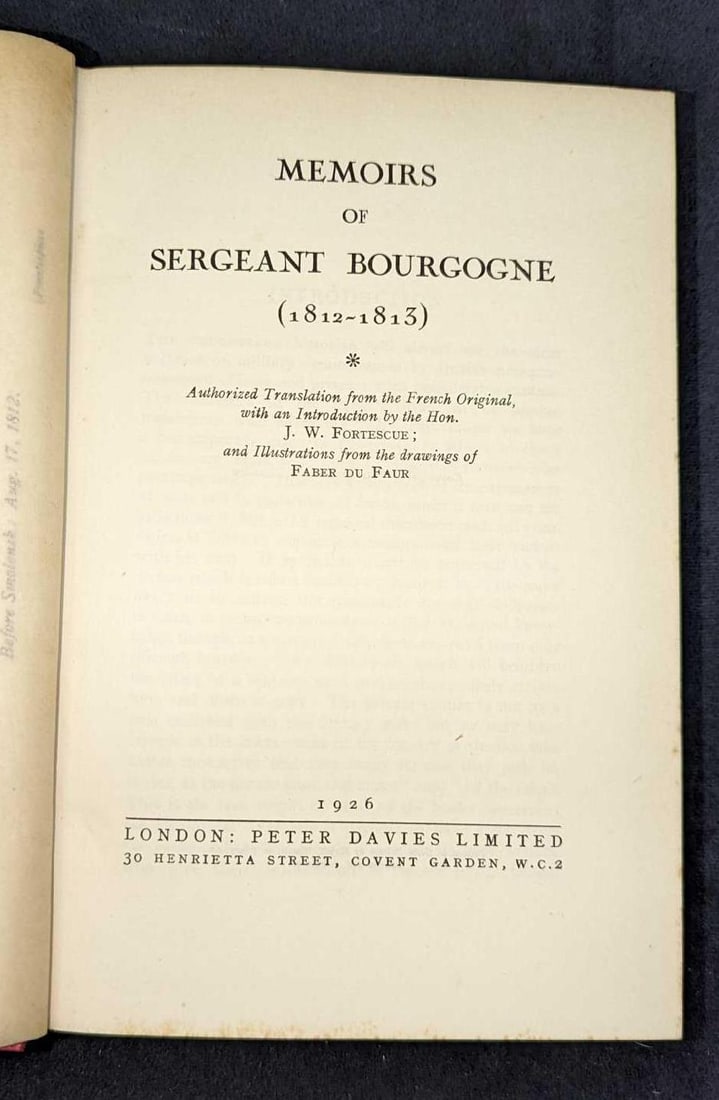 MEMOIRS
OF
SERGEANT BOURGOGNE
(1812-1813)
*
Authorized Translation from the French Original,
with an Introduction by the Hon.
J. W. FORTESCUE;
and Illustrations from the drawings of
FABER DU FAUR
1926
LONDON: PETER DAVIES LIMITED
30 HENRIETTA STREET, COVENT GARDEN, W.C.2
Before Smolensk, Aug. 17, 1812.